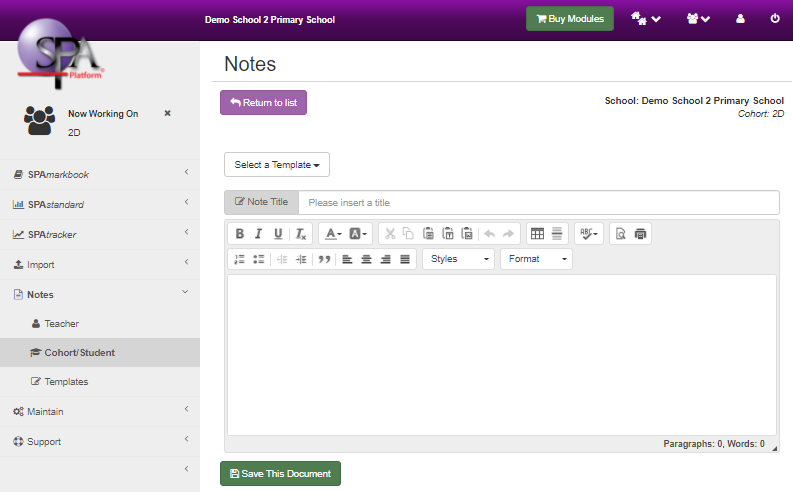 Demo School 2 Primary School
Buy Modules
SPA
Platform©
Now Working On
2D
SPAmarkbook
SPAstandard
SPAtracker
Import
Notes
Teacher
Cohort/Student
Templates
Maintain
Support
Notes
Return to list
School: Demo School 2 Primary School
Cohort: 2D
Select a Template
Note Title
Please insert a title
B I U Ix A A T ABC
Styles Format
Paragraphs: 0, Words: 0
Save This Document